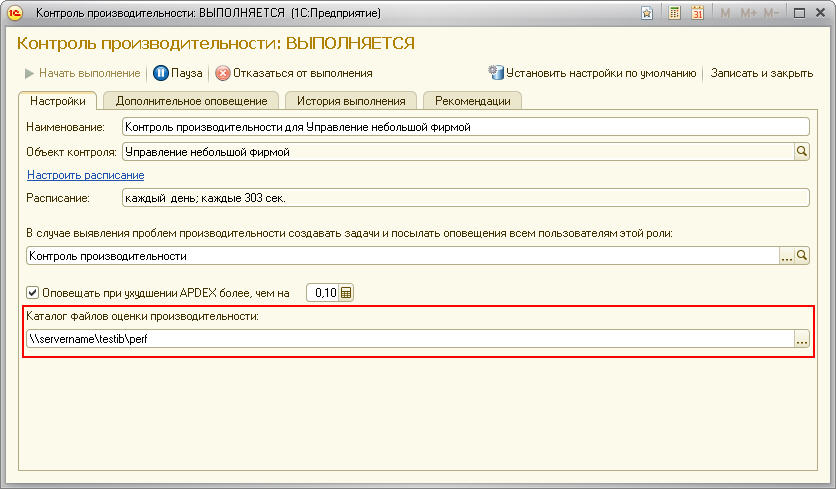 Контроль производительности: ВЫПОЛНЯЕТСЯ (1С:Предприятие)
M M+ M-
Контроль производительности: ВЫПОЛНЯЕТСЯ
Начать выполнение Пауза Отказаться от выполнения Установить настройки по умолчанию Записать и закрыть
Настройки Дополнительное оповещение История выполнения Рекомендации
Наименование: Контроль производительности для Управление небольшой фирмой
Объект контроля: Управление небольшой фирмой
Настроить расписание
Расписание: каждый день; каждые 303 сек.
В случае выявления проблем производительности создавать задачи и посылать оповещения всем пользователям этой роли:
Контроль производительности ...
Оповещать при ухудшении APDEX более, чем на 0,10
Каталог файлов оценки производительности:
\\servername\testib\perf ...